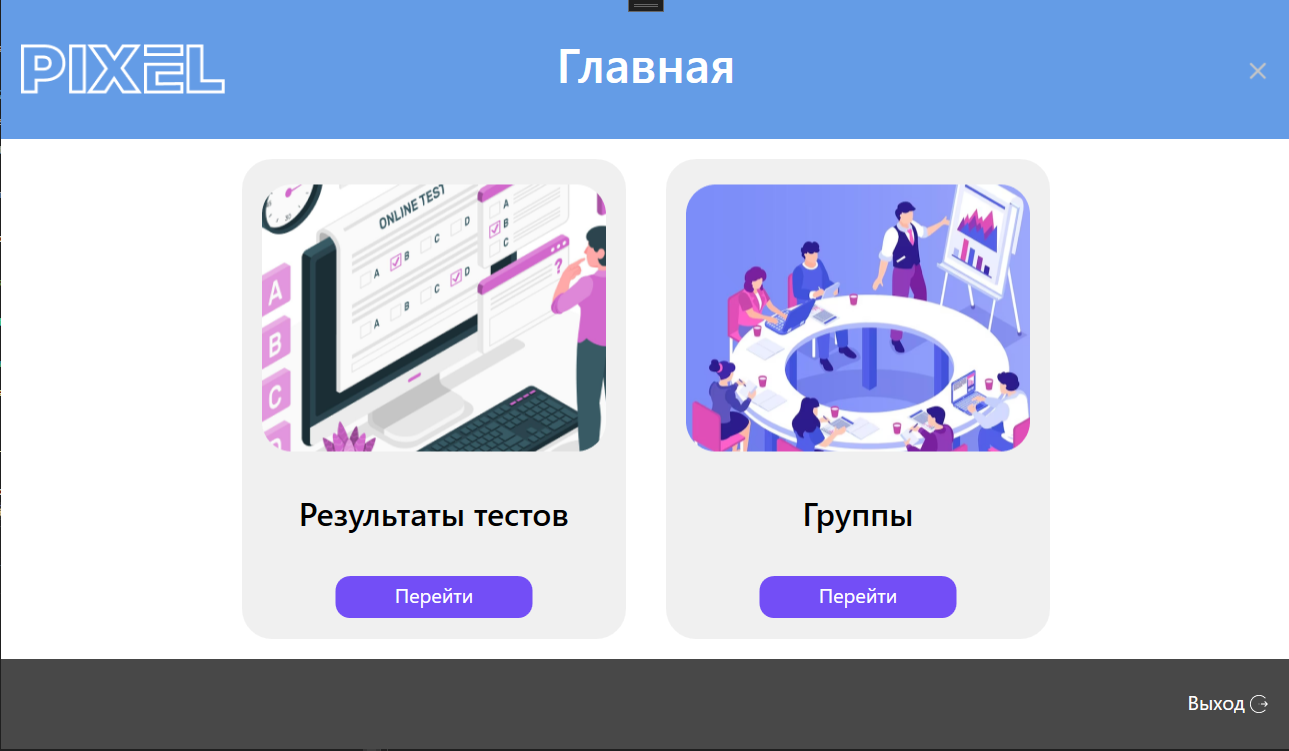 PIXEL
Главная
ONLINE TEST
A B C D
A B C D
A
B
C
A
B
C
?
Результаты тестов
Группы
Перейти
Перейти
Выход